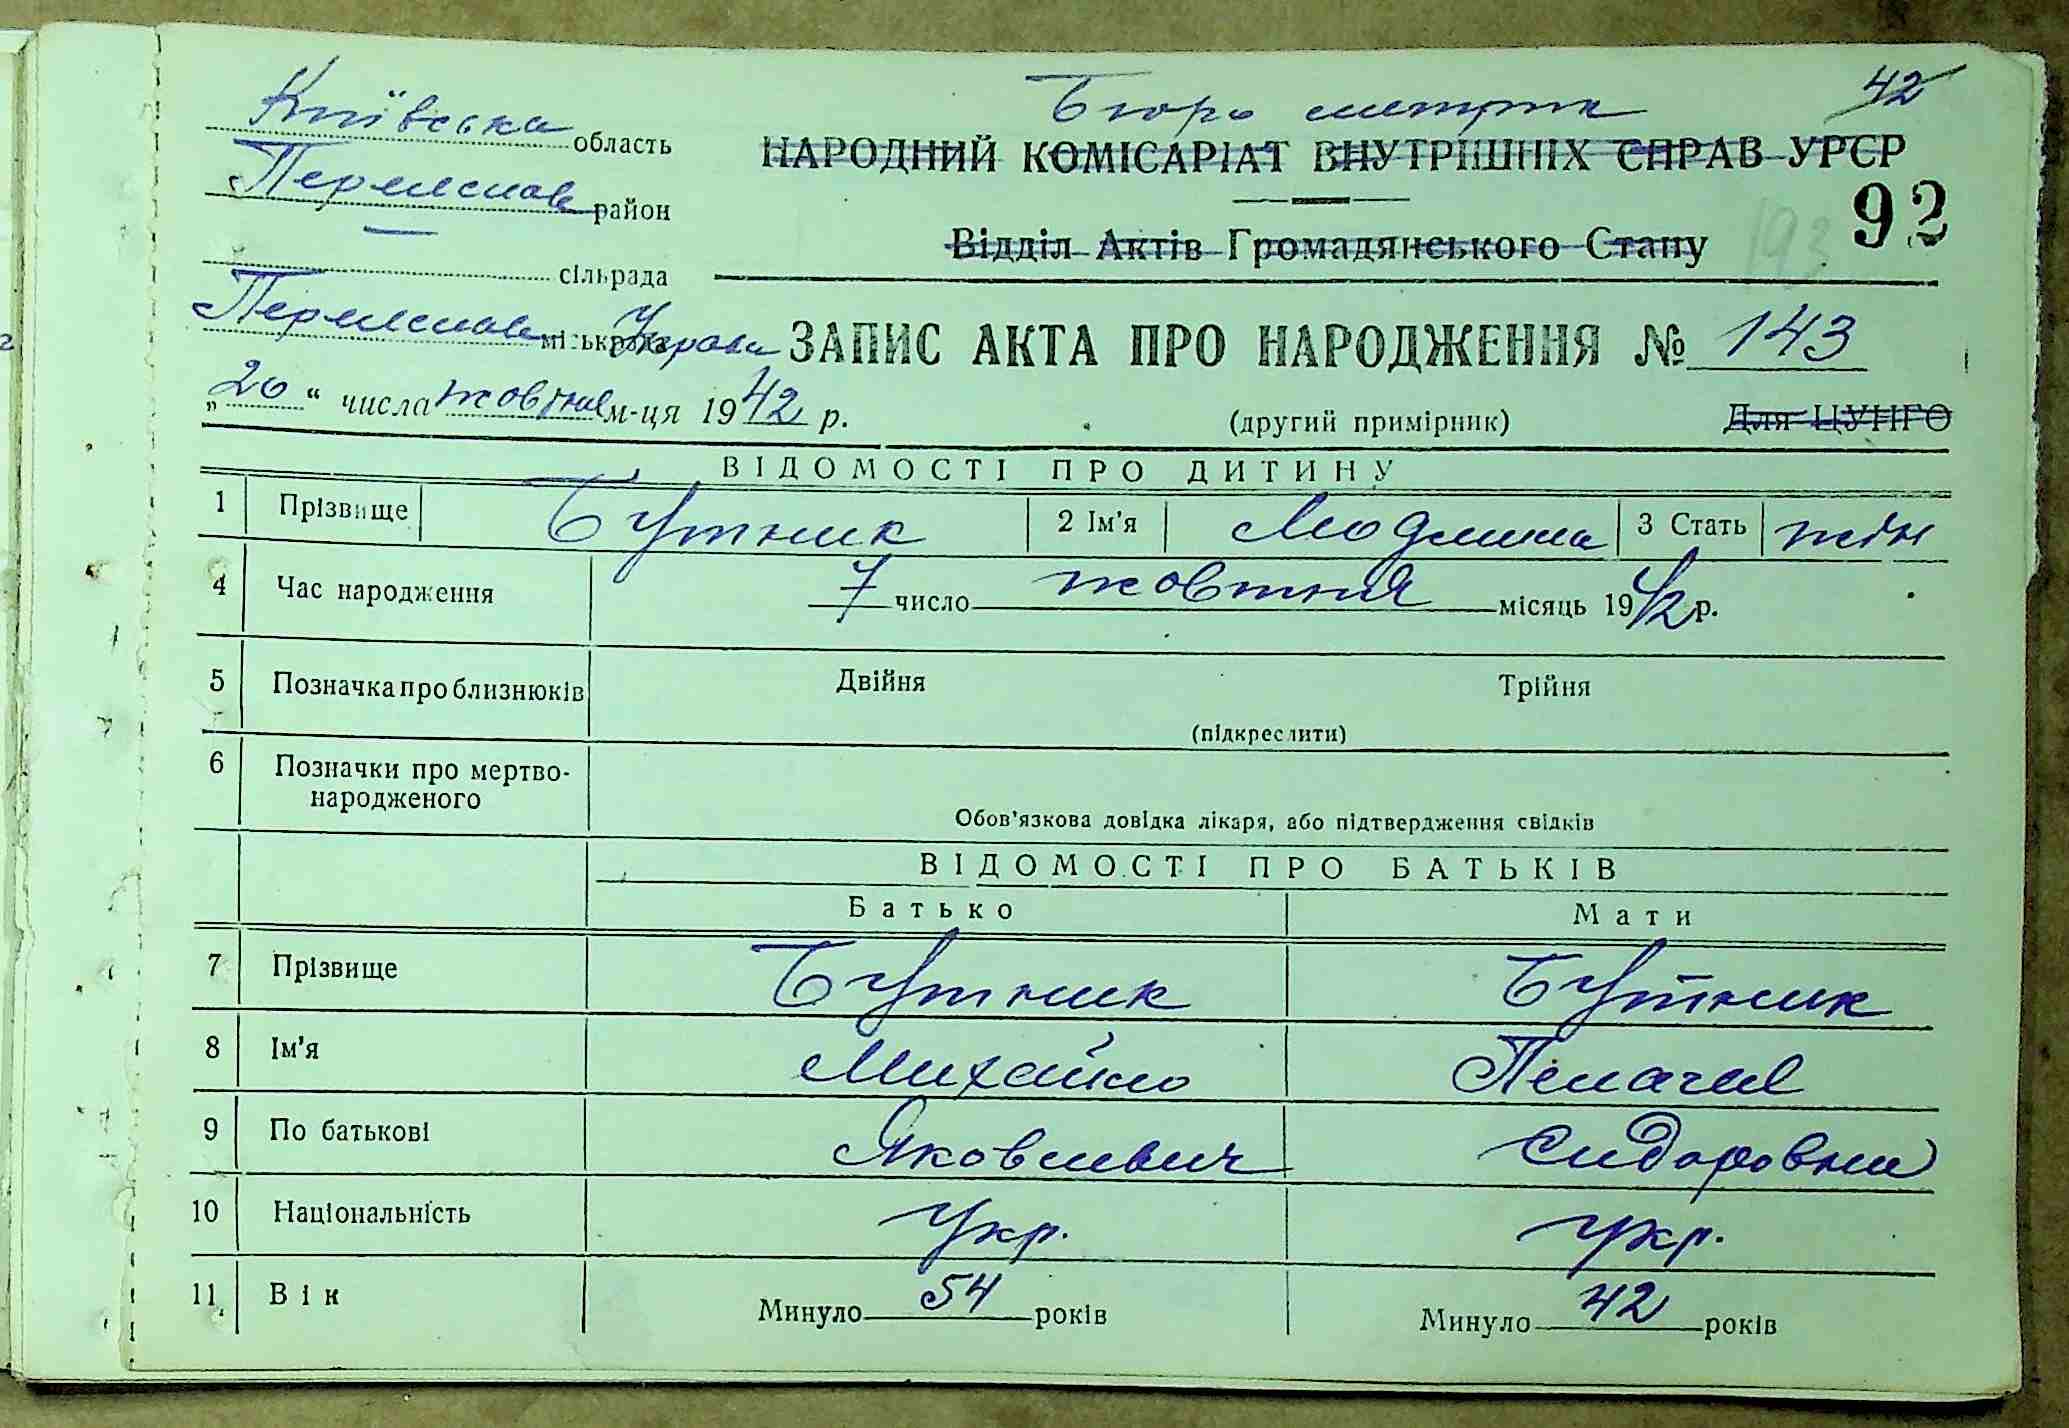 Київська область
Переяслав район
сільрада
Переяслав міськрада Управа
„20“ числа жовтня м-ця 1942 р.
Бюро метрик
42
НАРОДНИЙ КОМІСАРІАТ ВНУТРІШНІХ СПРАВ УРСР
92
Відділ Актів Громадянського Стану
193
ЗАПИС АКТА ПРО НАРОДЖЕННЯ № 143
(другий примірник)
Для ЦУНГО
ВІДОМОСТІ ПРО ДИТИНУ
1 Прізвище Бутник 2 Ім'я Людмила 3 Стать жін
4 Час народження 7 число жовтня місяць 1942 р.
5 Позначка про близнюків Двійня Трійня
(підкреслити)
6 Позначки про мертво-
народженого
Обов'язкова довідка лікаря, або підтвердження свідків
ВІДОМОСТІ ПРО БАТЬКІВ
Батько Мати
7 Прізвище Бутник Бутник
8 Ім'я Михайло Пелагея
9 По батькові Яковлевич Сидоровна
10 Національність Укр. Укр.
11 Вік Минуло 54 років Минуло 42 років